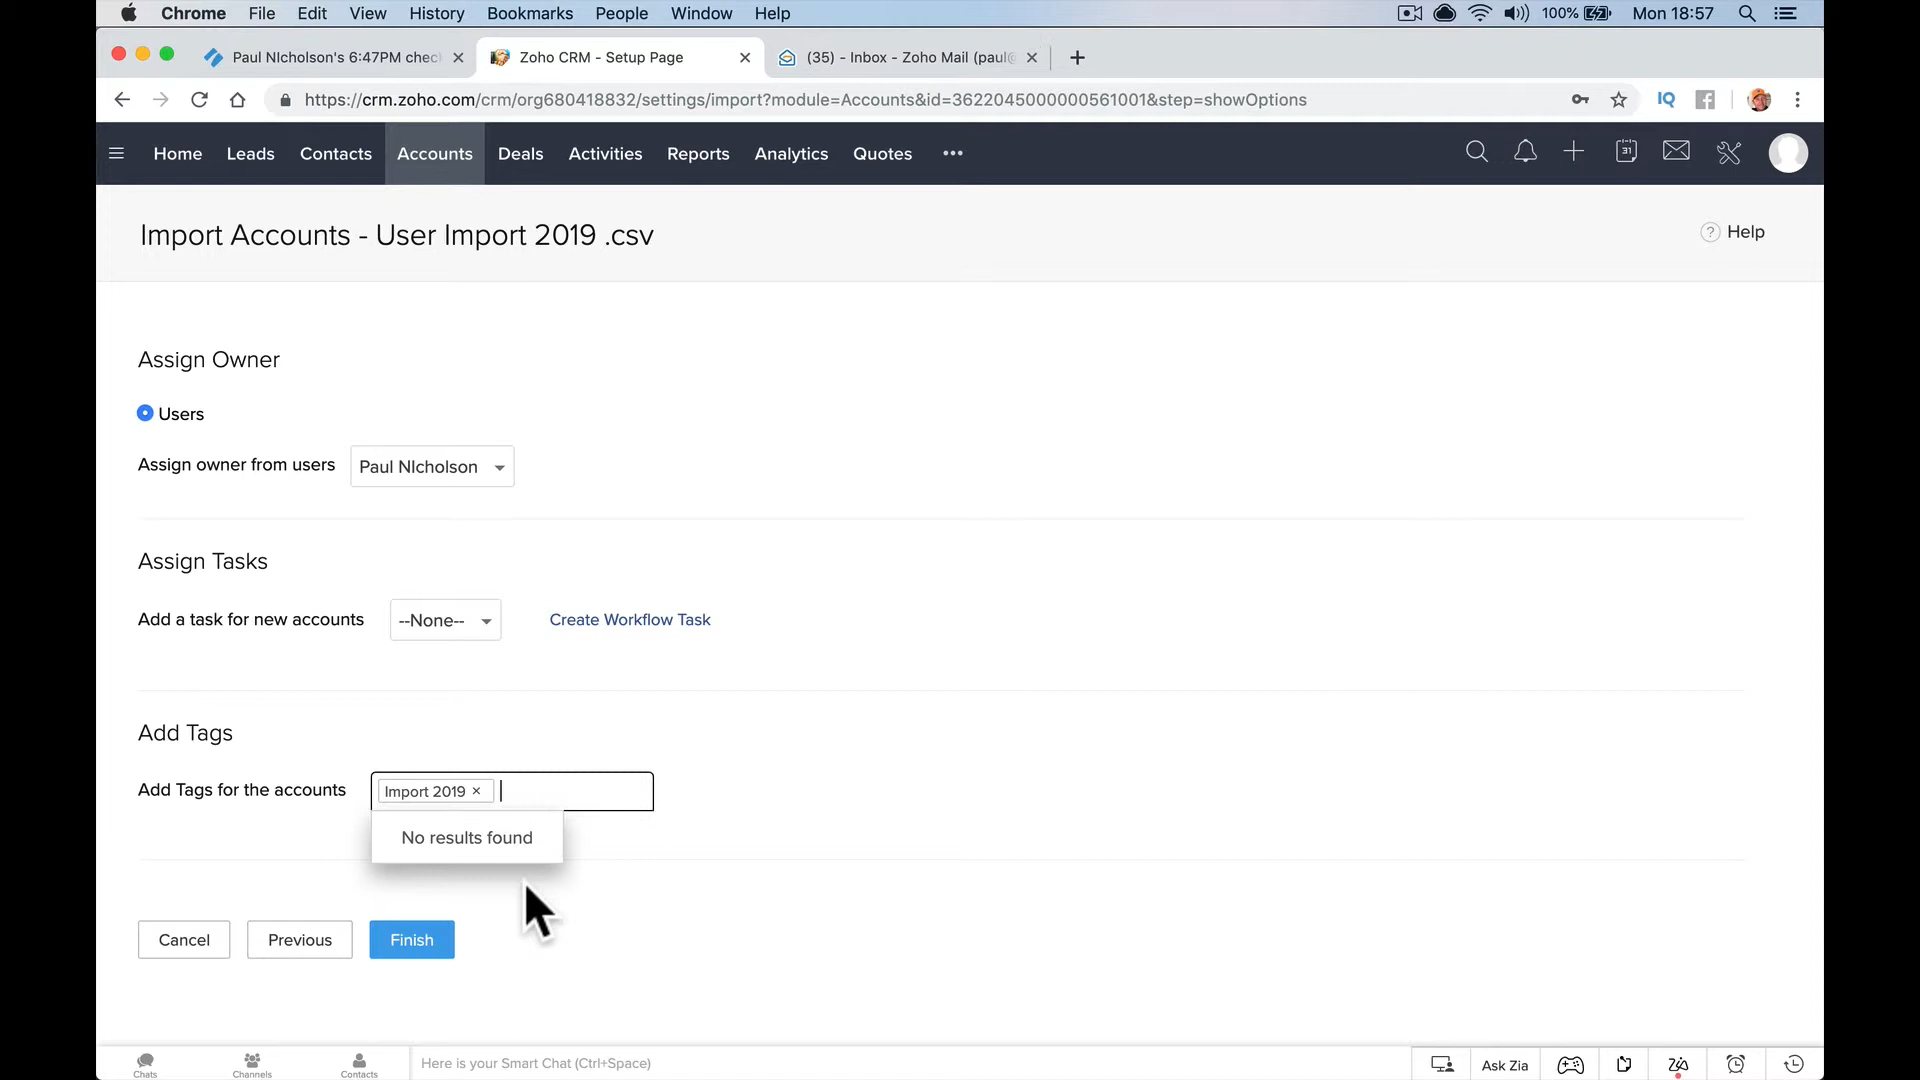 Chrome File Edit View History Bookmarks People Window Help 100% Mon 18:57
Paul NIcholson's 6:47PM chec Zoho CRM - Setup Page (35) - Inbox - Zoho Mail (paul@
https://crm.zoho.com/crm/org680418832/settings/import?module=Accounts&id=3622045000000561001&step=showOptions IQ
Home Leads Contacts Accounts Deals Activities Reports Analytics Quotes ••• 31
Import Accounts - User Import 2019 .csv
? Help
Assign Owner
Users
Assign owner from users Paul NIcholson
Assign Tasks
Add a task for new accounts --None-- Create Workflow Task
Add Tags
Add Tags for the accounts Import 2019 ×
No results found
Cancel Previous Finish
Chats Channels Contacts Here is your Smart Chat (Ctrl+Space) Ask Zia